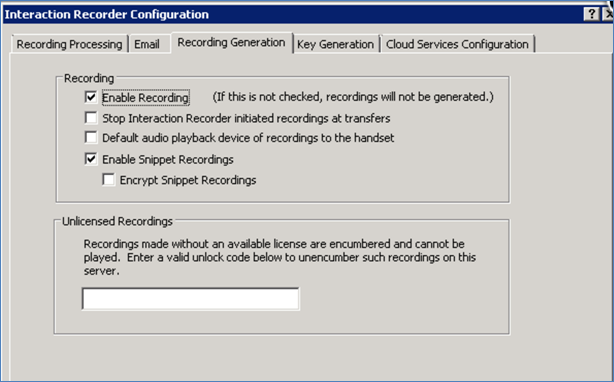 Interaction Recorder Configuration
Recording Processing Email Recording Generation Key Generation Cloud Services Configuration
Recording
Enable Recording (If this is not checked, recordings will not be generated.)
Stop Interaction Recorder initiated recordings at transfers
Default audio playback device of recordings to the handset
Enable Snippet Recordings
Encrypt Snippet Recordings
Unlicensed Recordings
Recordings made without an available license are encumbered and cannot be
played. Enter a valid unlock code below to unencumber such recordings on this
server.